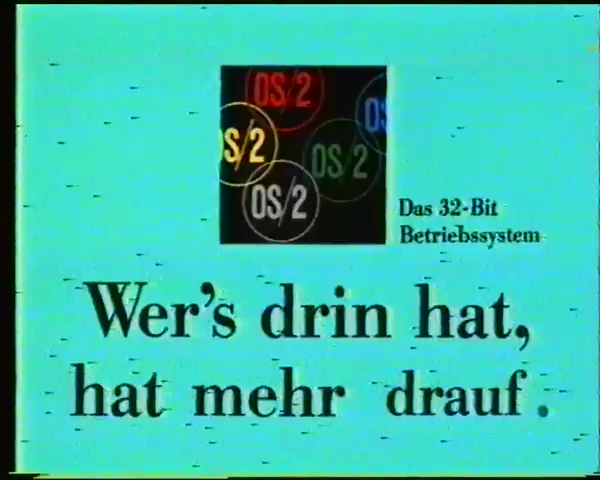 OS/2
OS
S/2
OS/2
OS/2
Das 32-Bit
Betriebssystem
Wer's drin hat,
hat mehr drauf.